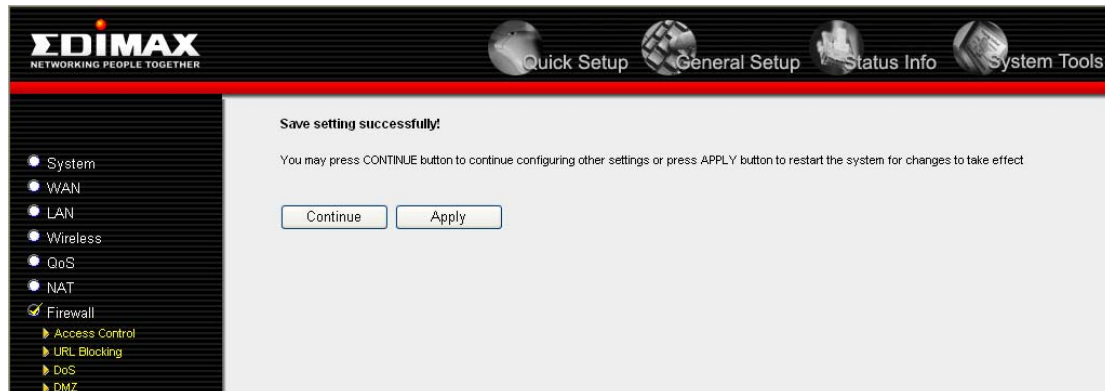 EDIMAX
NETWORKING PEOPLE TOGETHER
Quick Setup
General Setup
Status Info
System Tools
System
WAN
LAN
Wireless
QoS
NAT
Firewall
Access Control
URL Blocking
DoS
DMZ
Save setting successfully!
You may press CONTINUE button to continue configuring other settings or press APPLY button to restart the system for changes to take effect
Continue
Apply